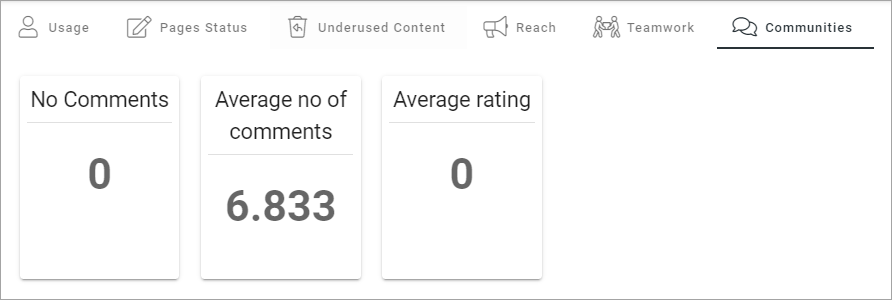 Usage
Pages Status
Underused Content
Reach
Teamwork
Communities
No Comments
0
Average no of
comments
6.833
Average rating
0